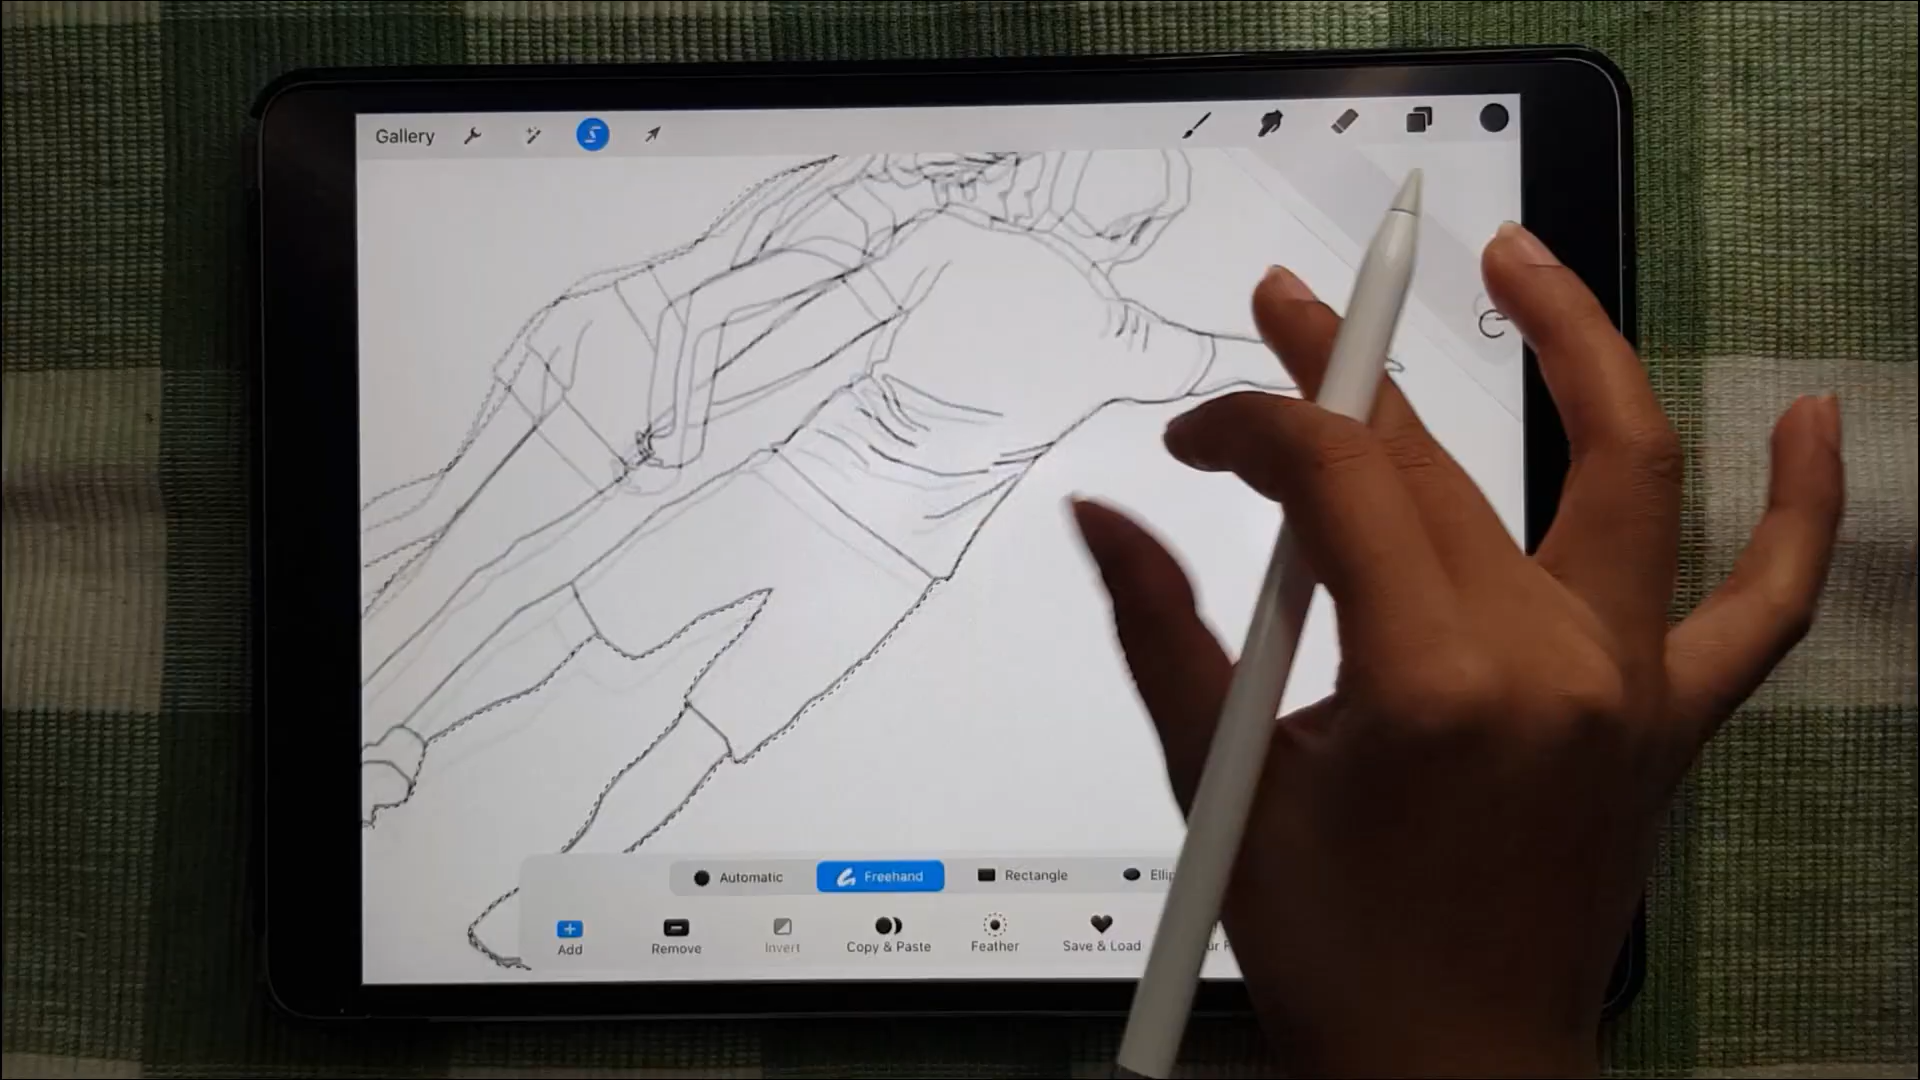 Gallery
Automatic Freehand Rectangle
Add Remove Invert Copy & Paste Feather Save & Load